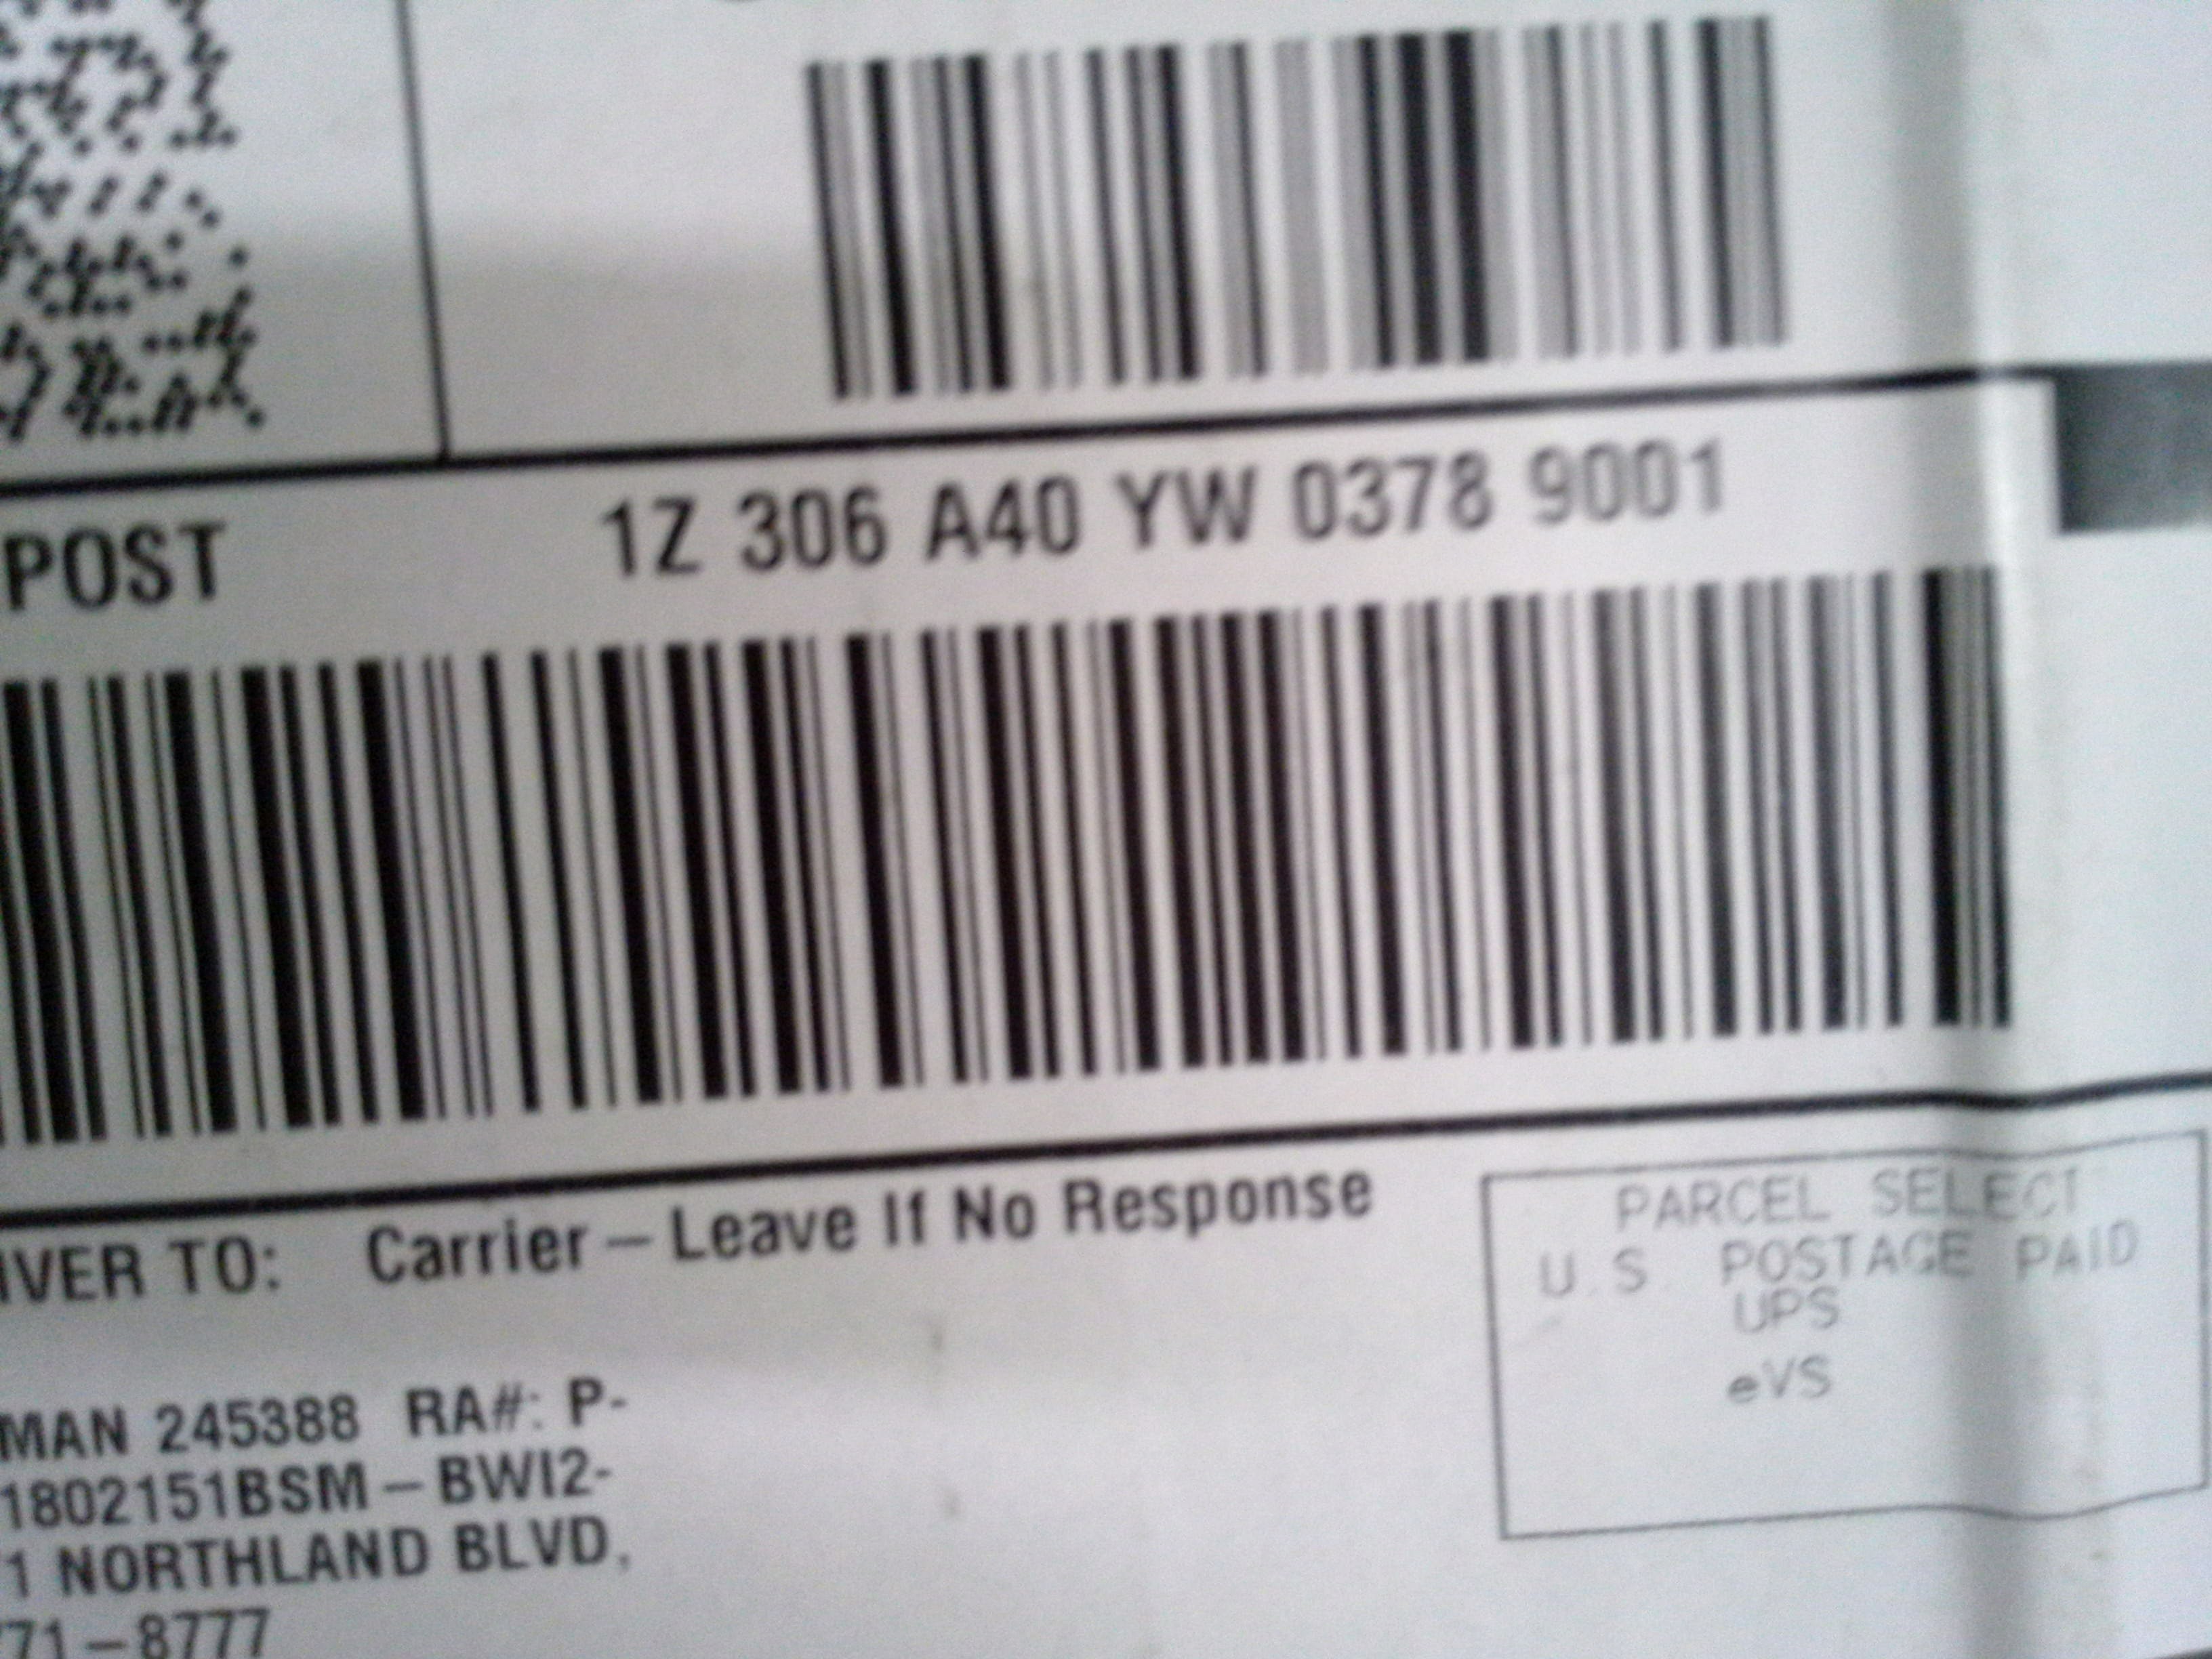 POST 1Z 306 A40 YW 0378 9001
IVER TO: Carrier – Leave If No Response
PARCEL SELECT
U.S. POSTAGE PAID
UPS
eVS
MAN 245388 RA#: P-
1802151BSM – BWI2-
1 NORTHLAND BLVD,
71 – 8777